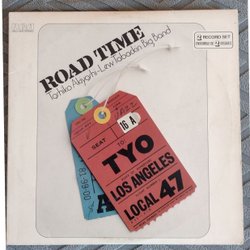 RCA
ROAD TIME
Toshiko Akiyoshi-Lew Tabackin Big Band
2 RECORD SET
16 A
SEAT
TO
TYO
LOS ANGELES
LOCAL 47
A